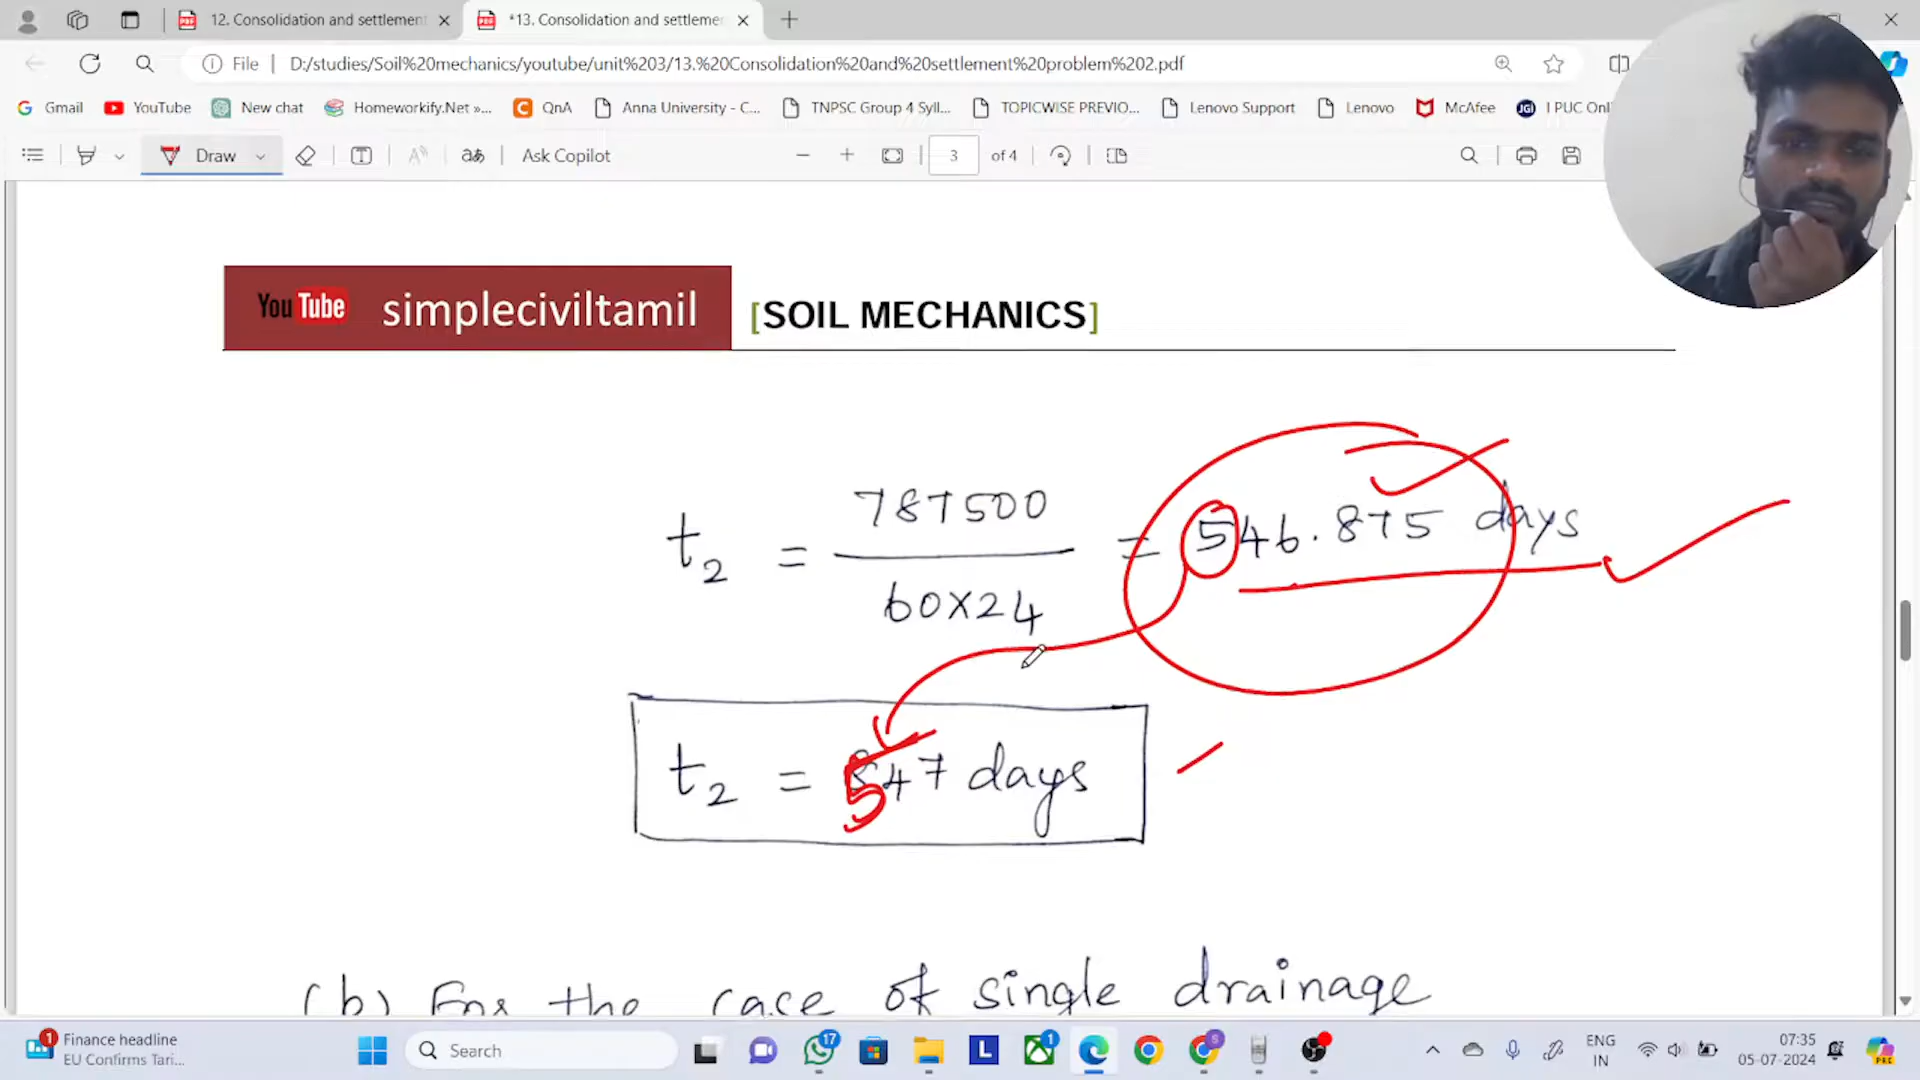 12. Consolidation and settlement
*13. Consolidation and settleme
File
D:/studies/Soil%20mechanics/youtube/unit%203/13.%20Consolidation%20and%20settlement%20problem%202.pdf
Gmail
YouTube
New chat
Homeworkify.Net »...
QnA
Anna University - C...
TNPSC Group 4 Syll...
TOPICWISE PREVIO...
Lenovo Support
Lenovo
McAfee
I PUC Onl
Draw
Ask Copilot
3 of 4
YouTube simpleciviltamil [SOIL MECHANICS]
t2 = 787500 / 60x24 = 546.875 days
t2 = 547 days
(b) For the case of single drainage
Finance headline
EU Confirms Tari...
Search
17
1
ENG
IN
07:35
05-07-2024